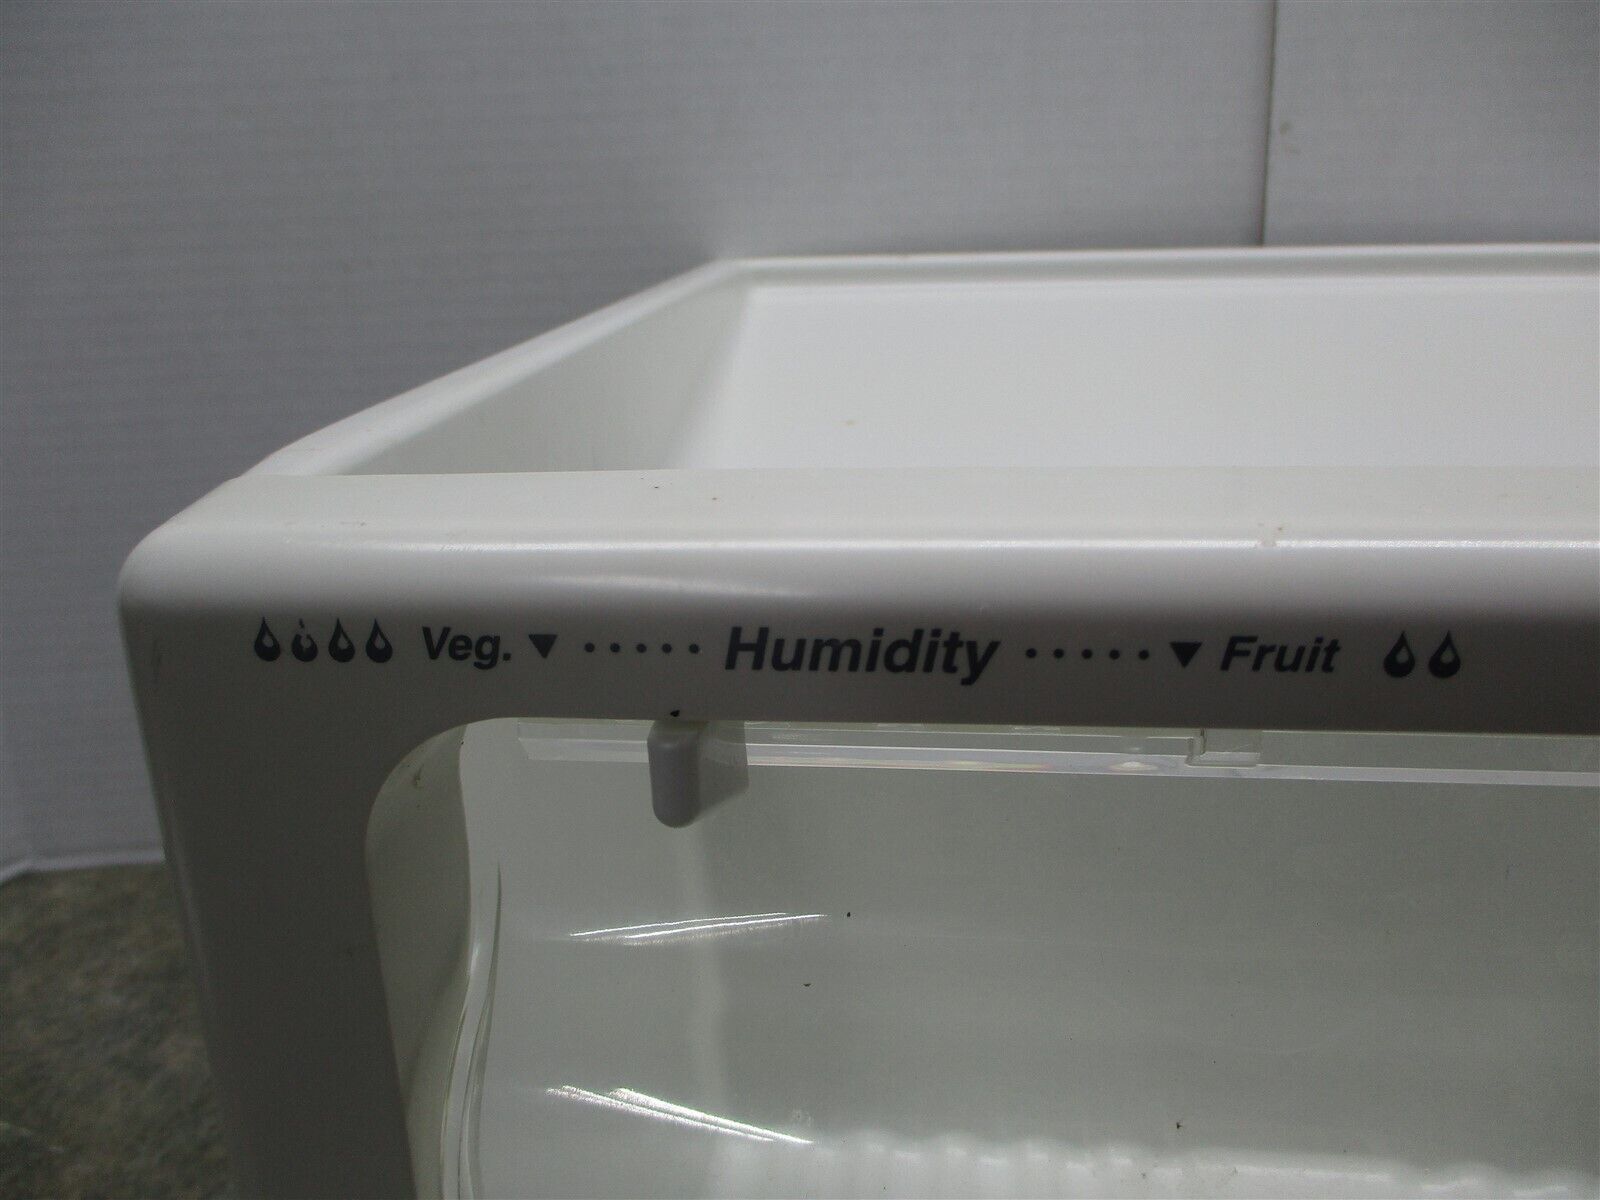 Veg. ▼ ····· Humidity ····· ▼ Fruit